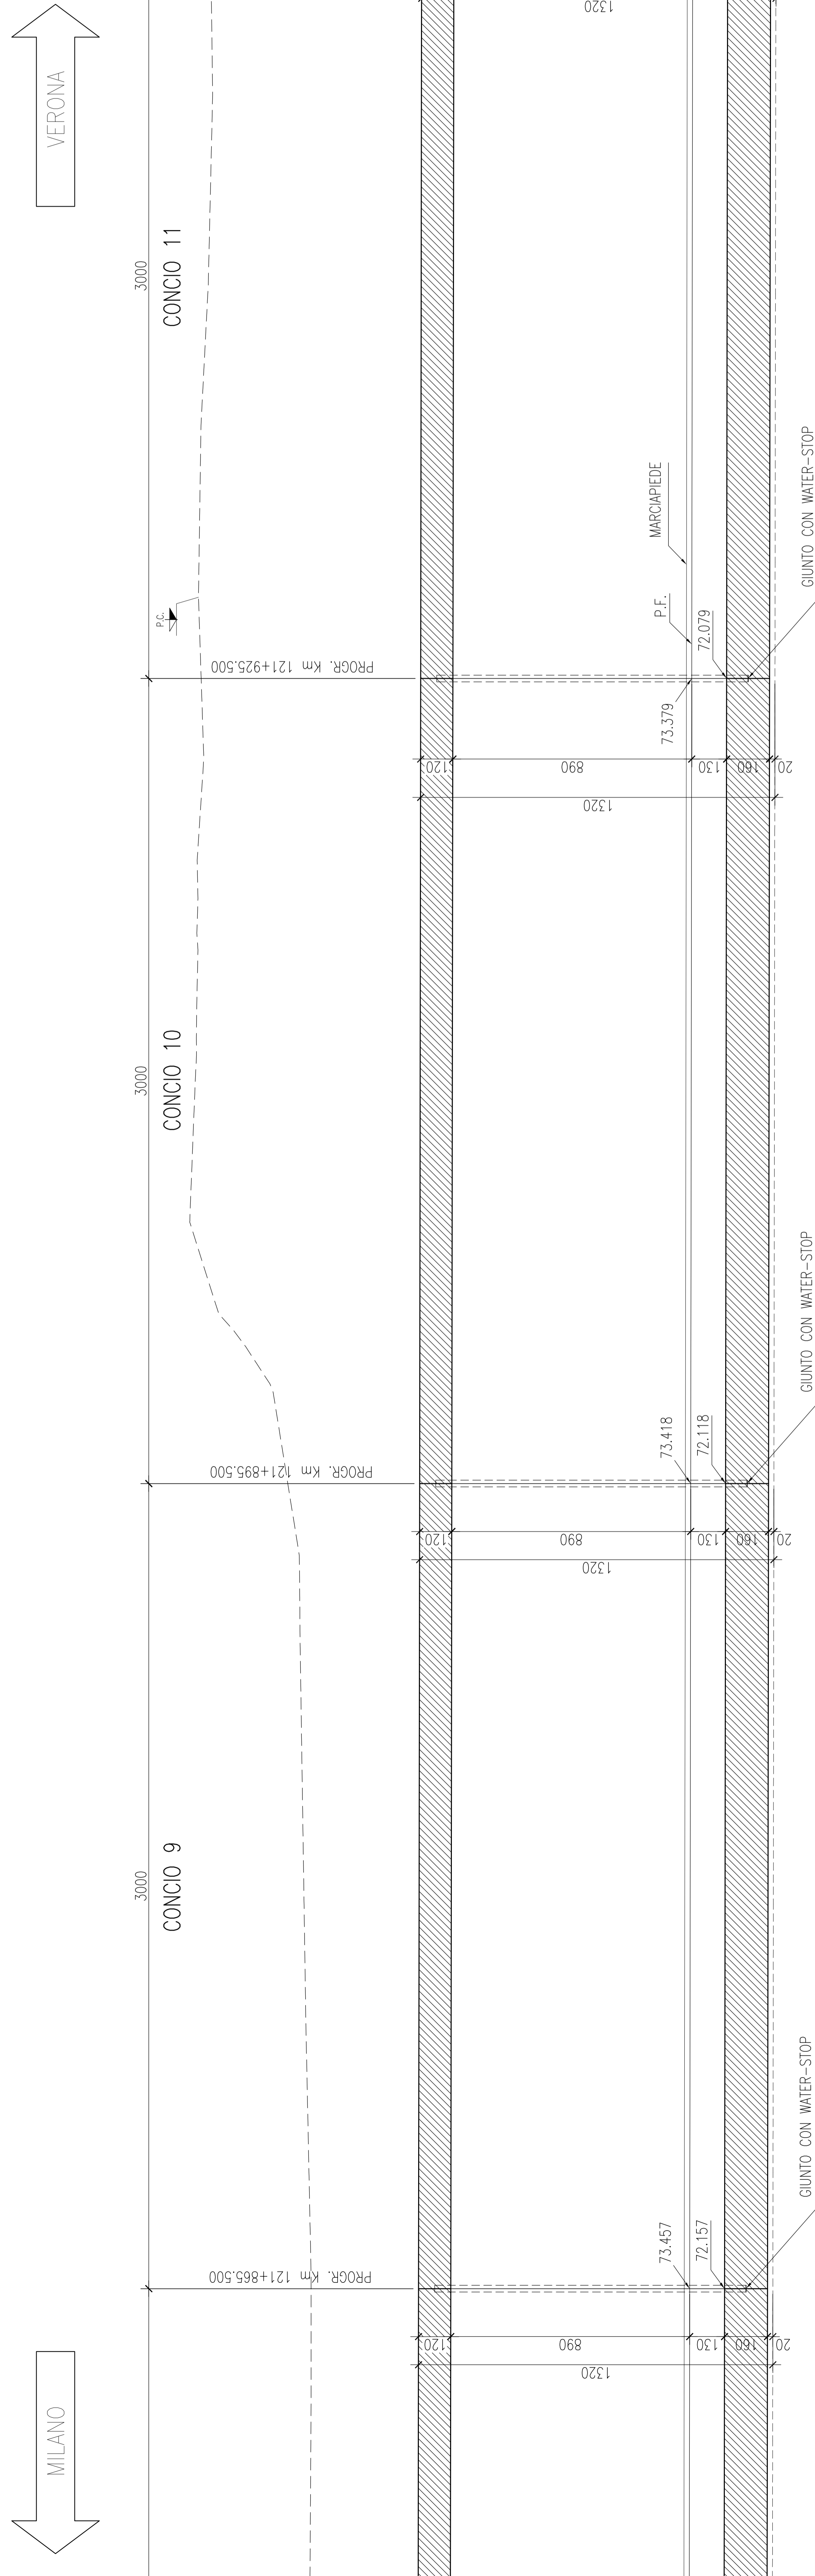 VERONA
1320
3000
CONCIO 11
P.C.
MARCIAPIEDE
P.F.
GIUNTO CON WATER-STOP
PROGR. Km 121+925.500
72.079
73.379
120
890
130
160
20
1320
3000
CONCIO 10
GIUNTO CON WATER-STOP
PROGR. Km 121+895.500
73.418
72.118
120
890
130
160
20
1320
3000
CONCIO 9
GIUNTO CON WATER-STOP
PROGR. Km 121+865.500
73.457
72.157
120
890
130
160
20
1320
MILANO